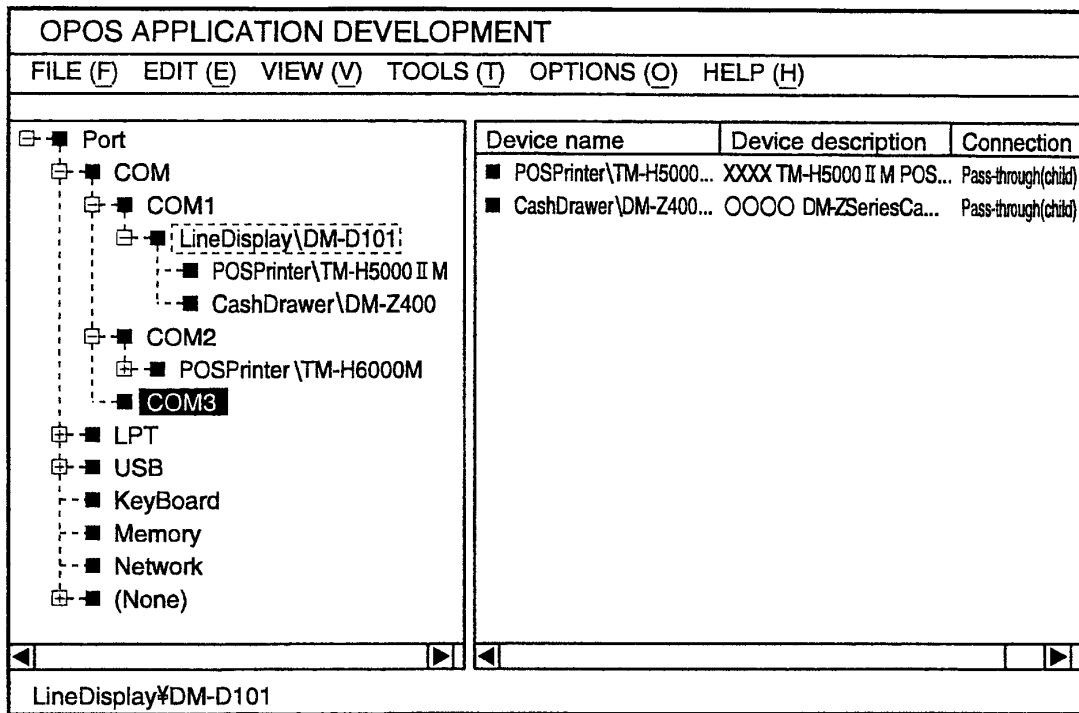 OPOS APPLICATION DEVELOPMENT
FILE (F) EDIT (E) VIEW (V) TOOLS (T) OPTIONS (O) HELP (H)
Port
COM
COM1
LineDisplay\DM-D101
POSPrinter\TM-H5000 II M
CashDrawer\DM-Z400
COM2
POSPrinter\TM-H6000M
COM3
LPT
USB
KeyBoard
Memory
Network
(None)
Device name Device description Connection
POSPrinter\TM-H5000... XXXX TM-H5000 II M POS... Pass-through(child)
CashDrawer\DM-Z400... OOOO DM-ZSeriesCa... Pass-through(child)
LineDisplay¥DM-D101